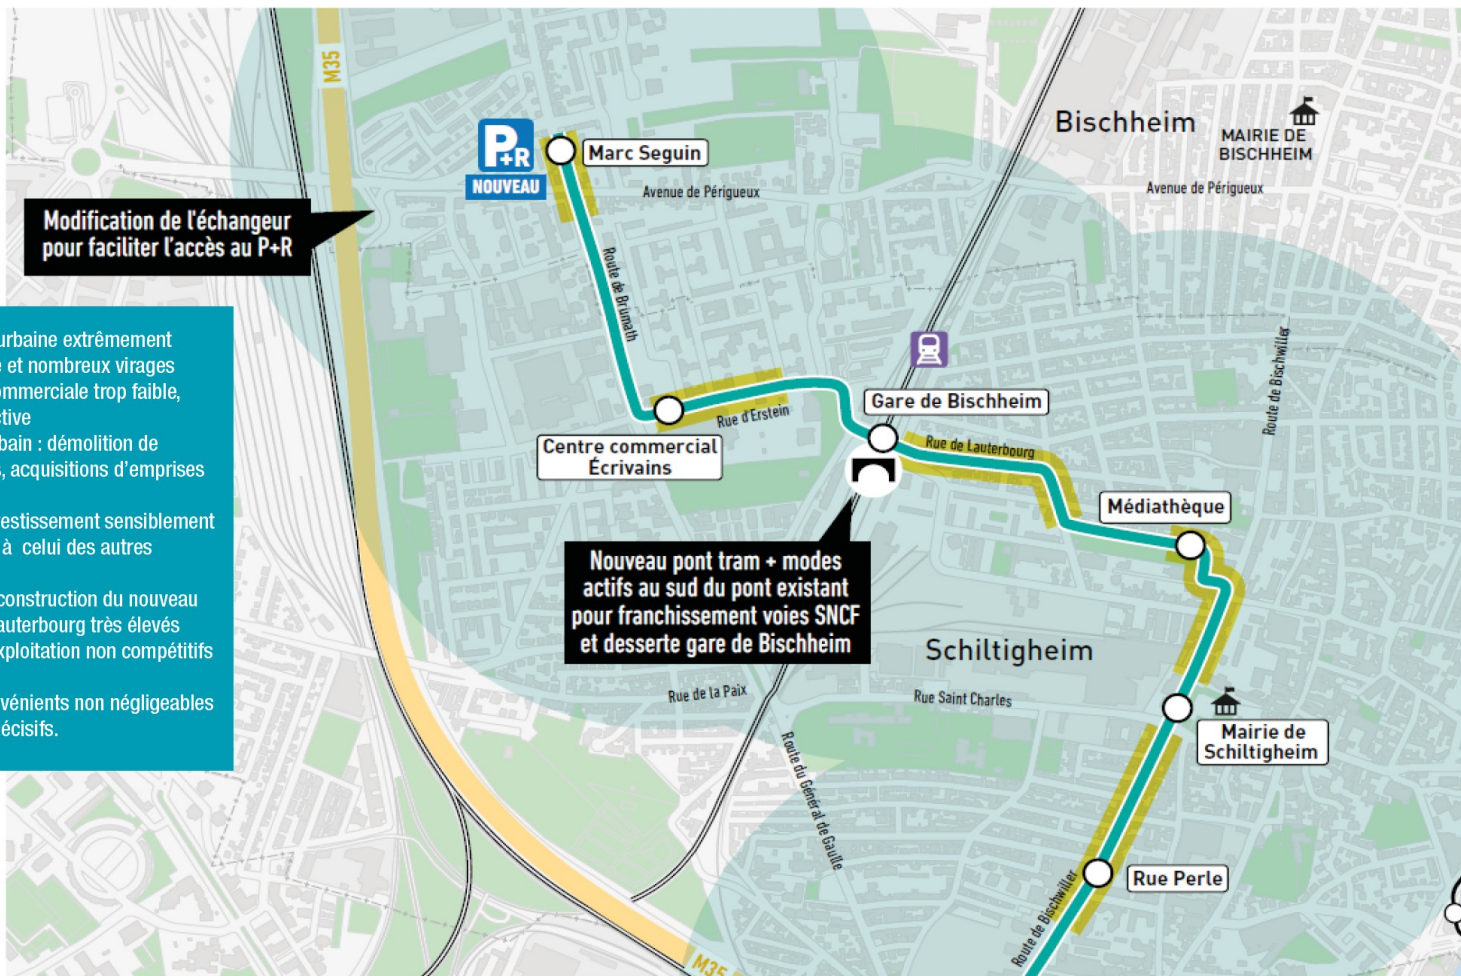 M35
Bischheim
MAIRIE DE
BISCHHEIM
P+R
NOUVEAU
Marc Seguin
Avenue de Périgueux
Avenue de Périgueux
Modification de l'échangeur
pour faciliter l'accès au P+R
Route de Brumath
urbaine extrêmement
et nombreux virages
ommerciale trop faible,
ctive
bain : démolition de
s, acquisitions d'emprises
estissement sensiblement
à celui des autres
construction du nouveau
auterbourg très élevés
xploitation non compétitifs
vénients non négligeables
écisifs.
Route de Bischwiller
Gare de Bischheim
Rue d'Erstein
Centre commercial
Écrivains
Rue de Lauterbourg
Médiathèque
Nouveau pont tram + modes
actifs au sud du pont existant
pour franchissement voies SNCF
et desserte gare de Bischheim
Schiltigheim
Rue de la Paix
Rue Saint Charles
Mairie de
Schiltigheim
Route du Général de Gaulle
Rue Perle
Route de Bischwiller
M35